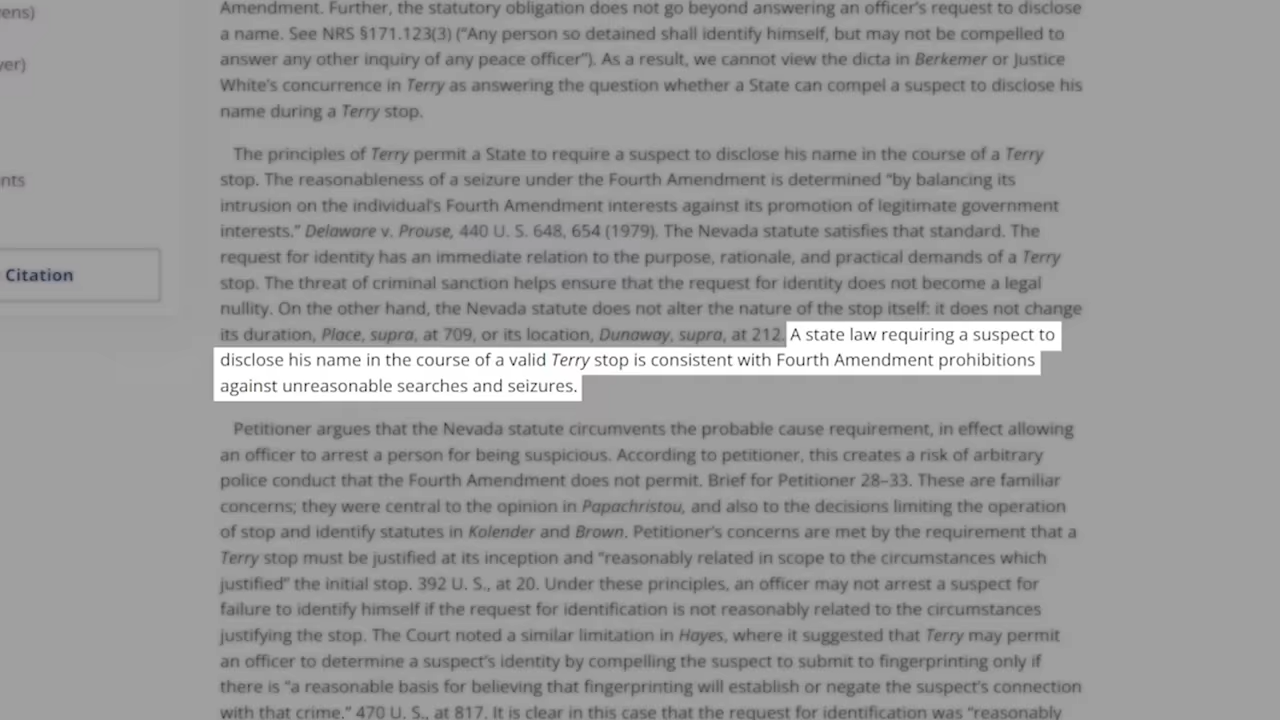 Amendment. Further, the statutory obligation does not go beyond answering an officer's request to disclose
a name. See NRS §171.123(3) ("Any person so detained shall identify himself, but may not be compelled to
answer any other inquiry of any peace officer"). As a result, we cannot view the dicta in Berkemer or Justice
White's concurrence in Terry as answering the question whether a State can compel a suspect to disclose his
name during a Terry stop.
The principles of Terry permit a State to require a suspect to disclose his name in the course of a Terry
stop. The reasonableness of a seizure under the Fourth Amendment is determined "by balancing its
intrusion on the individual's Fourth Amendment interests against its promotion of legitimate government
interests." Delaware v. Prouse, 440 U. S. 648, 654 (1979). The Nevada statute satisfies that standard. The
request for identity has an immediate relation to the purpose, rationale, and practical demands of a Terry
stop. The threat of criminal sanction helps ensure that the request for identity does not become a legal
nullity. On the other hand, the Nevada statute does not alter the nature of the stop itself: it does not change
its duration, Place, supra, at 709, or its location, Dunaway, supra, at 212. A state law requiring a suspect to
disclose his name in the course of a valid Terry stop is consistent with Fourth Amendment prohibitions
against unreasonable searches and seizures.
Petitioner argues that the Nevada statute circumvents the probable cause requirement, in effect allowing
an officer to arrest a person for being suspicious. According to petitioner, this creates a risk of arbitrary
police conduct that the Fourth Amendment does not permit. Brief for Petitioner 28–33. These are familiar
concerns; they were central to the opinion in Papachristou, and also to the decisions limiting the operation
of stop and identify statutes in Kolender and Brown. Petitioner's concerns are met by the requirement that a
Terry stop must be justified at its inception and "reasonably related in scope to the circumstances which
justified" the initial stop. 392 U. S., at 20. Under these principles, an officer may not arrest a suspect for
failure to identify himself if the request for identification is not reasonably related to the circumstances
justifying the stop. The Court noted a similar limitation in Hayes, where it suggested that Terry may permit
an officer to determine a suspect's identity by compelling the suspect to submit to fingerprinting only if
there is "a reasonable basis for believing that fingerprinting will establish or negate the suspect's connection
with that crime." 470 U. S., at 817. It is clear in this case that the request for identification was "reasonably
ens)
yer)
nts
Citation